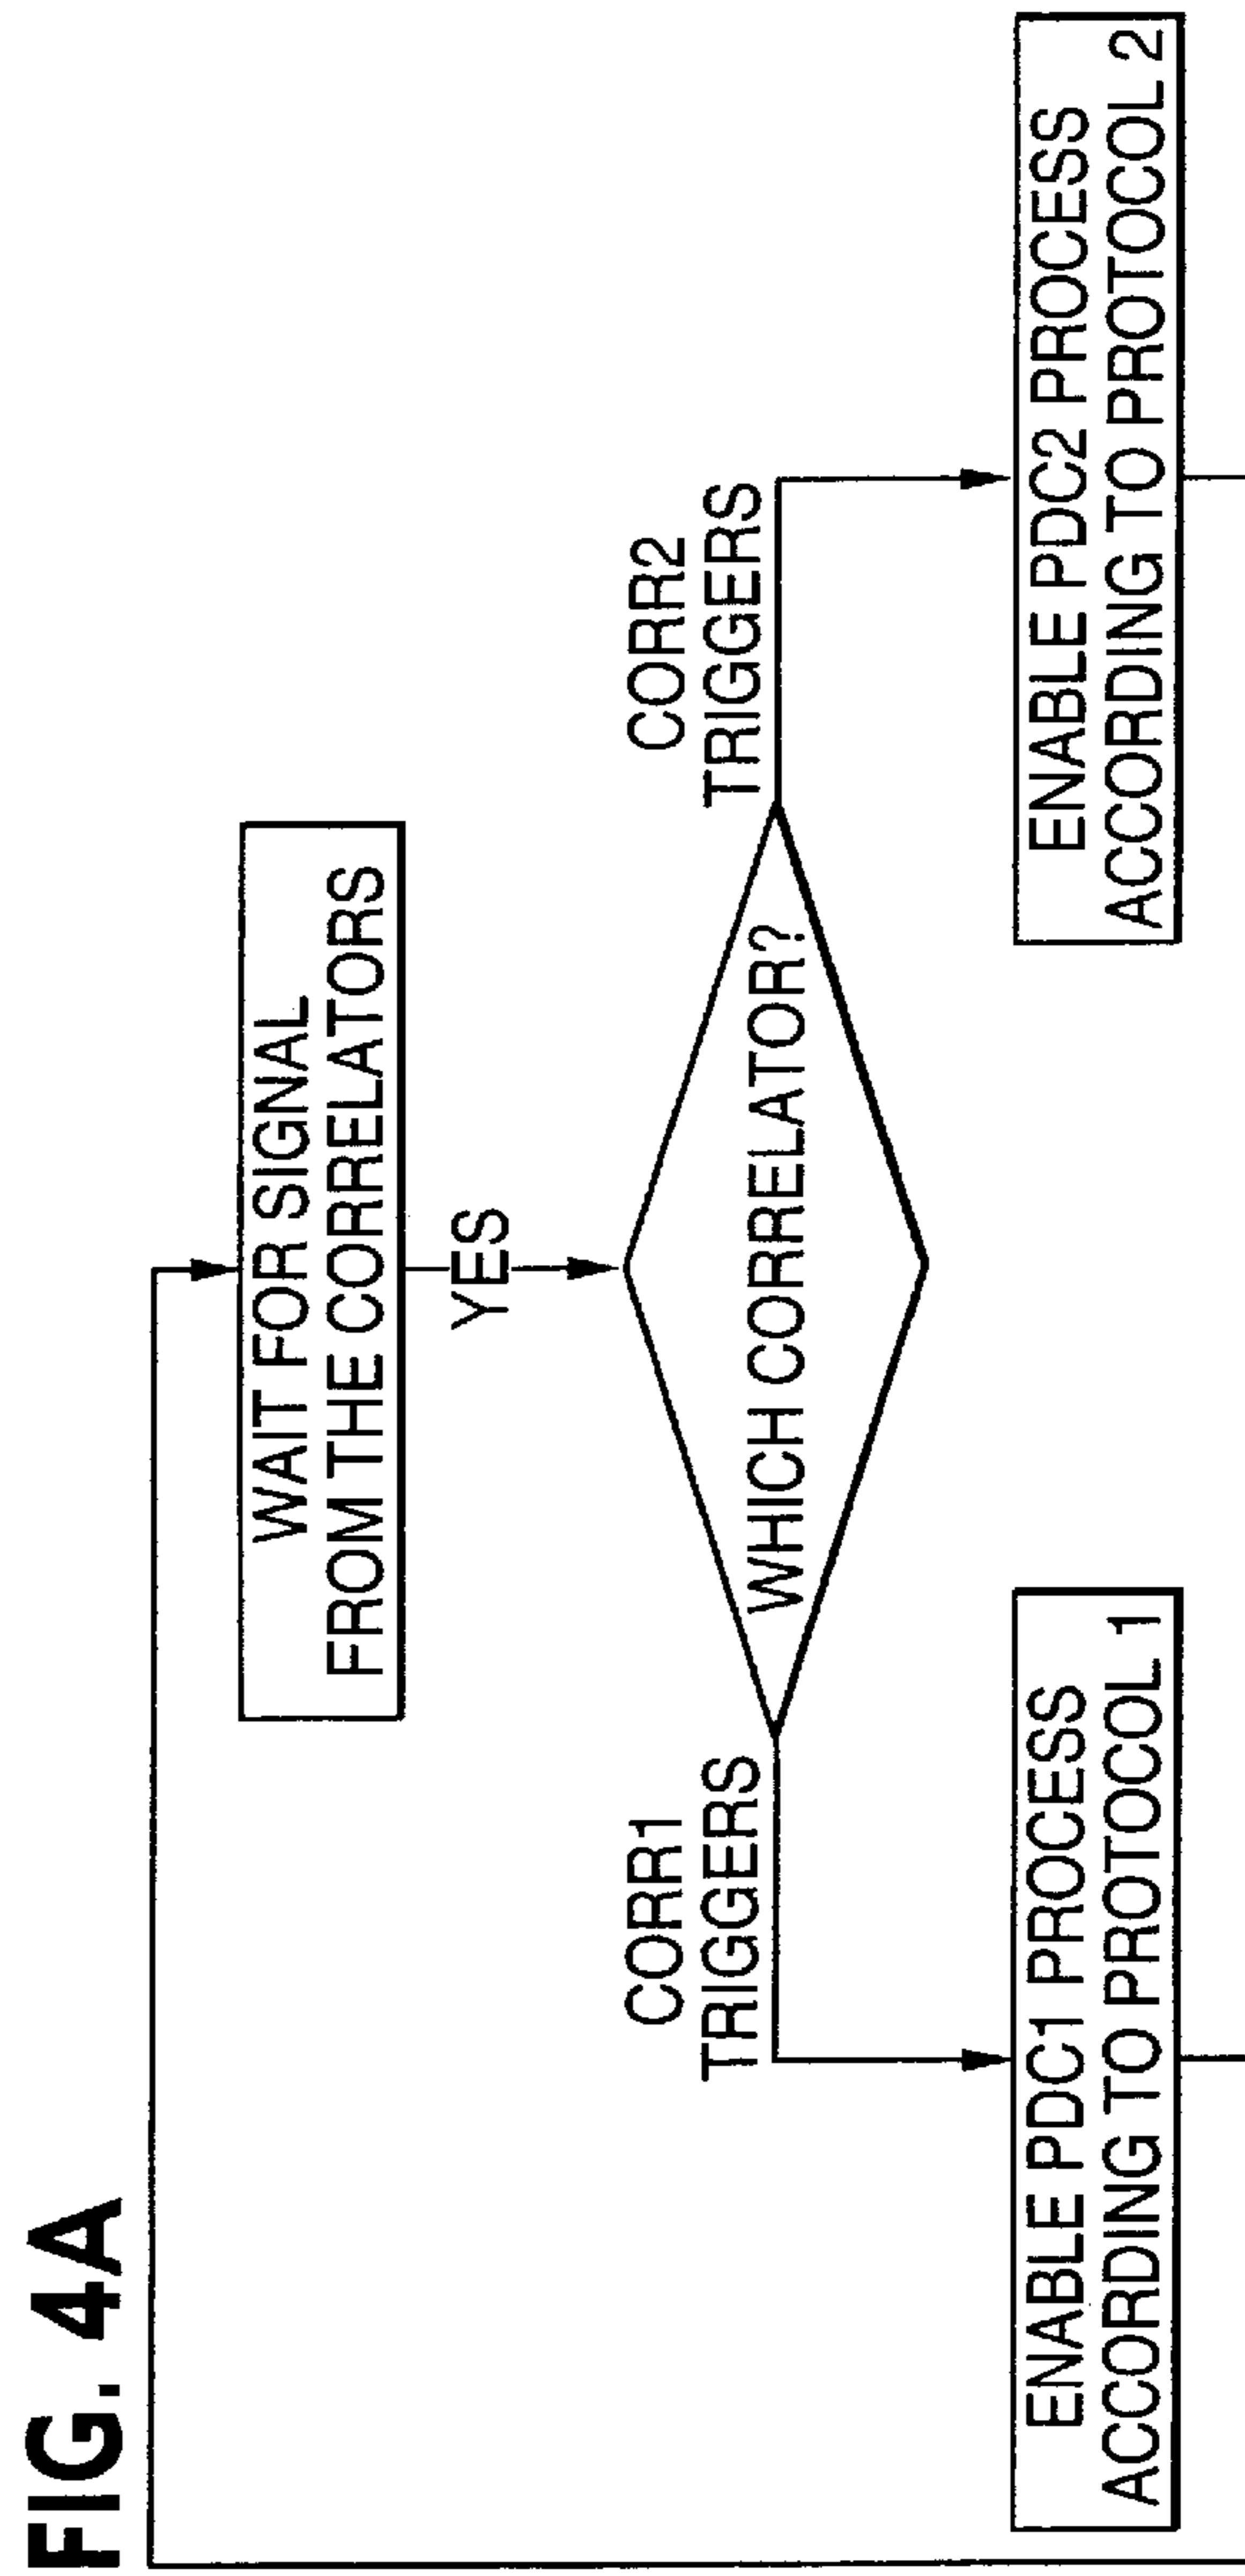 FIG. 4A
WAIT FOR SIGNAL
FROM THE CORRELATORS
YES
WHICH CORRELATOR?
CORR1
TRIGGERS
CORR2
TRIGGERS
ENABLE PDC1 PROCESS
ACCORDING TO PROTOCOL 1
ENABLE PDC2 PROCESS
ACCORDING TO PROTOCOL 2